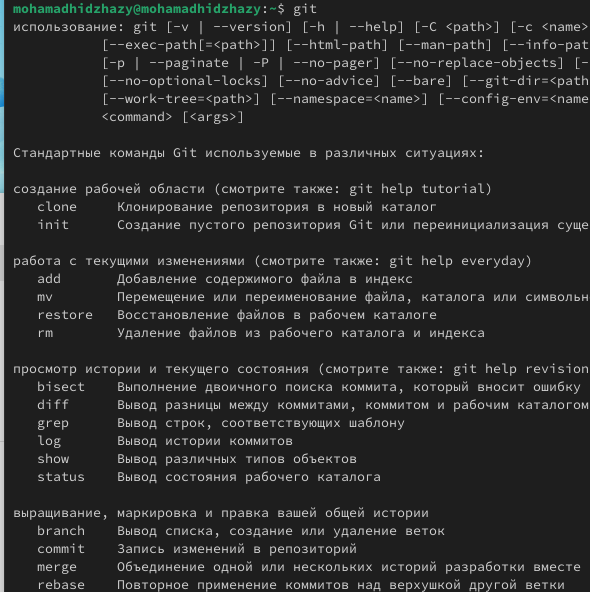 mohamadhidzhazy@mohamadhidzhazy:~$ git
использование: git [-v | --version] [-h | --help] [-C <path>] [-c <name>
[--exec-path[=<path>]] [--html-path] [--man-path] [--info-pat
[-p | --paginate | -P | --no-pager] [--no-replace-objects] [-
[--no-optional-locks] [--no-advice] [--bare] [--git-dir=<path
[--work-tree=<path>] [--namespace=<name>] [--config-env=<name
<command> [<args>]
Стандартные команды Git используемые в различных ситуациях:
создание рабочей области (смотрите также: git help tutorial)
clone Клонирование репозитория в новый каталог
init Создание пустого репозитория Git или переинициализация суще
работа с текущими изменениями (смотрите также: git help everyday)
add Добавление содержимого файла в индекс
mv Перемещение или переименование файла, каталога или символьн
restore Восстановление файлов в рабочем каталоге
rm Удаление файлов из рабочего каталога и индекса
просмотр истории и текущего состояния (смотрите также: git help revision
bisect Выполнение двоичного поиска коммита, который вносит ошибку
diff Вывод разницы между коммитами, коммитом и рабочим каталогом
grep Вывод строк, соответствующих шаблону
log Вывод истории коммитов
show Вывод различных типов объектов
status Вывод состояния рабочего каталога
выращивание, маркировка и правка вашей общей истории
branch Вывод списка, создание или удаление веток
commit Запись изменений в репозиторий
merge Объединение одной или нескольких историй разработки вместе
rebase Повторное применение коммитов над верхушкой другой ветки